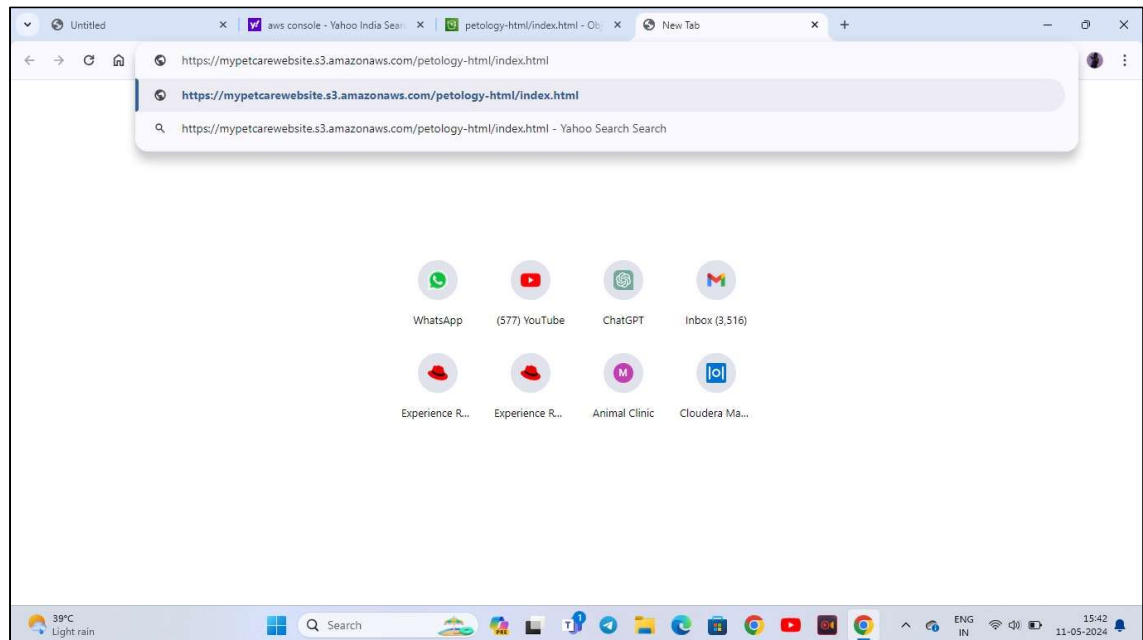 Untitled
aws console - Yahoo India Sear
petology-html/index.html - Obj
New Tab
https://mypetcarewebsite.s3.amazonaws.com/petology-html/index.html
https://mypetcarewebsite.s3.amazonaws.com/petology-html/index.html
https://mypetcarewebsite.s3.amazonaws.com/petology-html/index.html - Yahoo Search Search
WhatsApp
(577) YouTube
ChatGPT
Inbox (3,516)
Experience R...
Experience R...
Animal Clinic
Cloudera Ma...
M
39°C
Light rain
Search
PRE
1
ENG
IN
15:42
11-05-2024